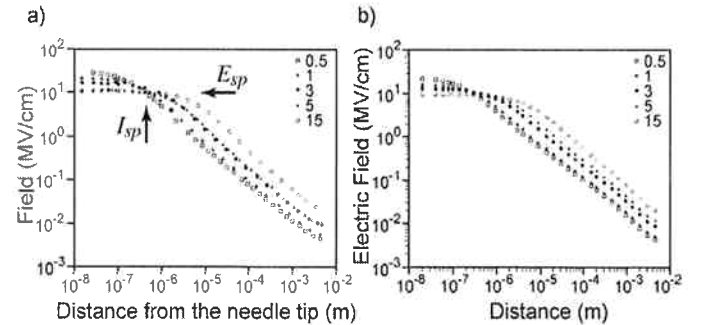 a)
b)
Field (MV/cm)
10²
10¹
10⁰
10⁻¹
10⁻²
10⁻³
E_sp
I_sp
0.5
1
3
5
15
10⁻⁸ 10⁻⁷ 10⁻⁶ 10⁻⁵ 10⁻⁴ 10⁻³ 10⁻²
Distance from the needle tip (m)
Electric Field (MV/cm)
10²
10¹
10⁰
10⁻¹
10⁻²
10⁻³
0.5
1
3
5
15
10⁻⁸ 10⁻⁷ 10⁻⁶ 10⁻⁵ 10⁻⁴ 10⁻³ 10⁻²
Distance (m)